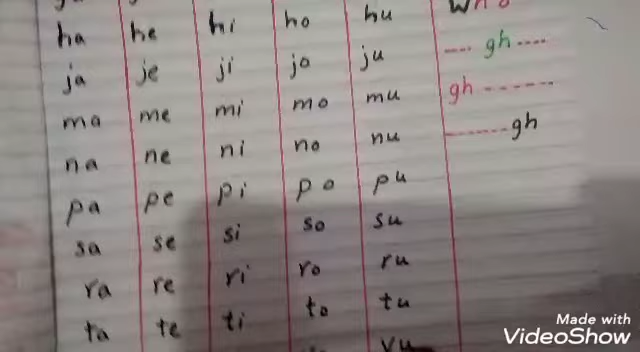 ha he hi ho hu
ja je ji jo ju
ma me mi mo mu
na ne ni no nu
pa pe pi po pu
sa se si so su
ra re ri ro ru
ta te ti to tu
---- gh ----
gh ------
------- gh
Made with
VideoShow